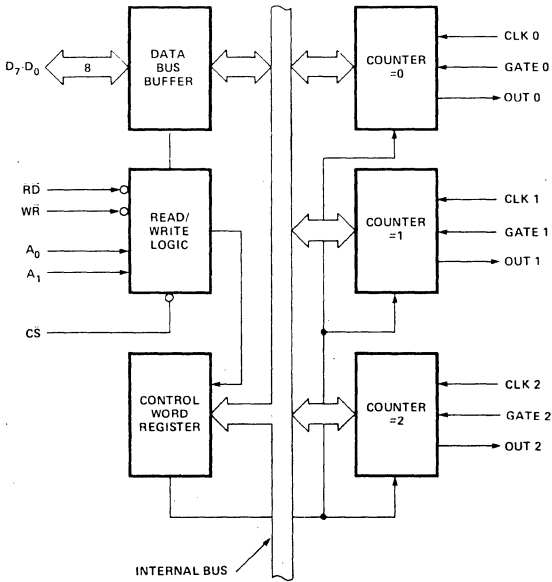 D7-D0
8
DATA
BUS
BUFFER
COUNTER
=0
CLK 0
GATE 0
OUT 0
RD
WR
A0
A1
CS
READ/
WRITE
LOGIC
COUNTER
=1
CLK 1
GATE 1
OUT 1
CONTROL
WORD
REGISTER
COUNTER
=2
CLK 2
GATE 2
OUT 2
INTERNAL BUS